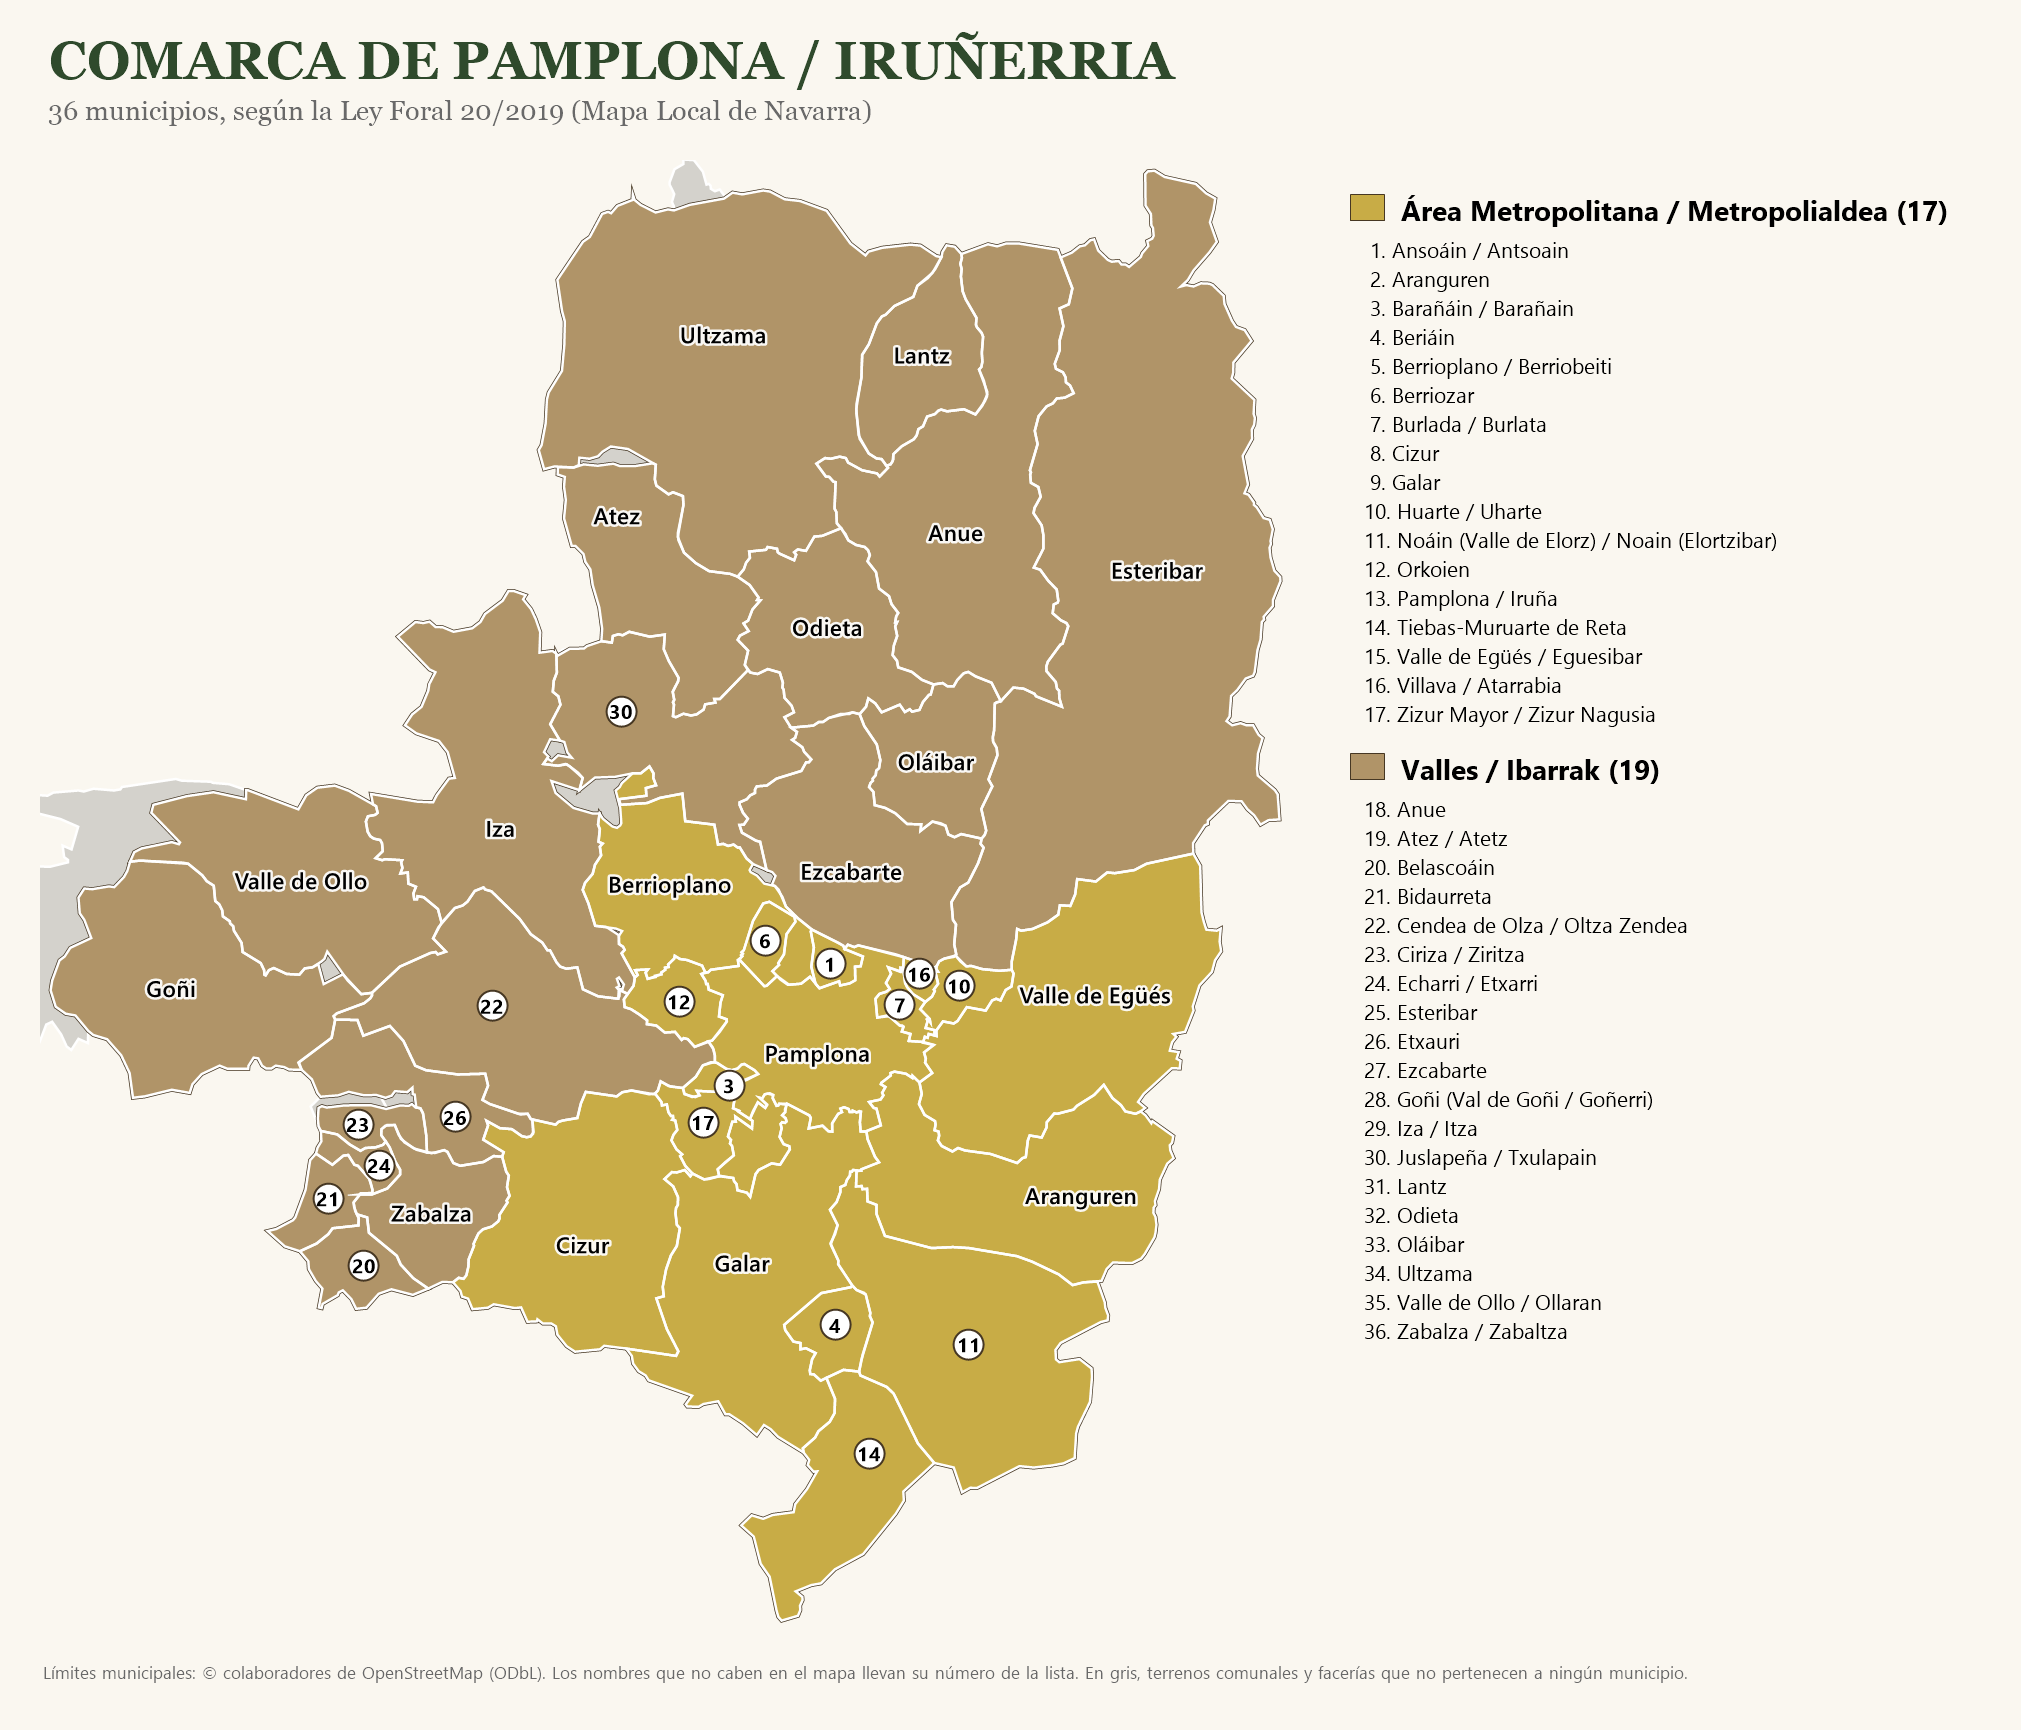 COMARCA DE PAMPLONA / IRUÑERRIA
36 municipios, según la Ley Foral 20/2019 (Mapa Local de Navarra)
Ultzama
Lantz
Atez
Anue
Esteribar
Odieta
30
Oláibar
Iza
Ezcabarte
Valle de Ollo
Berrioplano
6
1
16
10
7
Goñi
22
12
Valle de Egüés
Pamplona
3
26
23
17
24
21
Zabalza
Aranguren
Cizur
Galar
20
4
11
14
Área Metropolitana / Metropolialdea (17)
1. Ansoáin / Antsoain
2. Aranguren
3. Barañáin / Barañain
4. Beriáin
5. Berrioplano / Berriobeiti
6. Berriozar
7. Burlada / Burlata
8. Cizur
9. Galar
10. Huarte / Uharte
11. Noáin (Valle de Elorz) / Noain (Elortzibar)
12. Orkoien
13. Pamplona / Iruña
14. Tiebas-Muruarte de Reta
15. Valle de Egüés / Eguesibar
16. Villava / Atarrabia
17. Zizur Mayor / Zizur Nagusia
Valles / Ibarrak (19)
18. Anue
19. Atez / Atetz
20. Belascoáin
21. Bidaurreta
22. Cendea de Olza / Oltza Zendea
23. Ciriza / Ziritza
24. Echarri / Etxarri
25. Esteribar
26. Etxauri
27. Ezcabarte
28. Goñi (Val de Goñi / Goñerri)
29. Iza / Itza
30. Juslapeña / Txulapain
31. Lantz
32. Odieta
33. Oláibar
34. Ultzama
35. Valle de Ollo / Ollaran
36. Zabalza / Zabaltza
Límites municipales: © colaboradores de OpenStreetMap (ODbL). Los nombres que no caben en el mapa llevan su número de la lista. En gris, terrenos comunales y facerías que no pertenecen a ningún municipio.